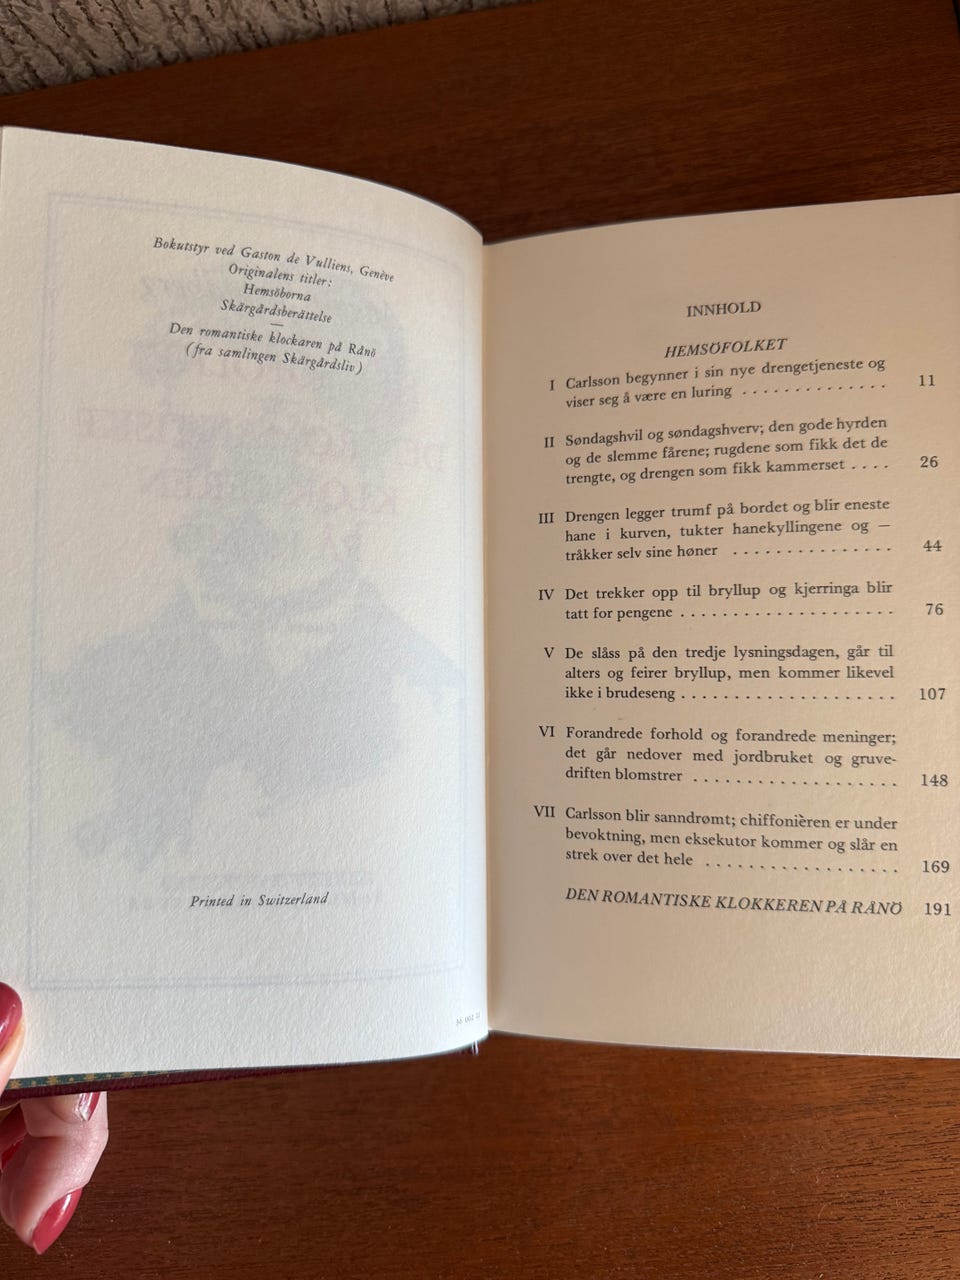 Bokutstyr ved Gaston de Vulliens, Genève
Originalens titler:
Hemsöborna
Skärgårdsberättelse
Den romantiske klockaren på Rånö
(fra samlingen Skärgårdsliv)
Printed in Switzerland
INNHOLD
HEMSÖFOLKET
I Carlsson begynner i sin nye drengetjeneste og
viser seg å være en luring . . . . . . . . . . . . . . 11
II Søndagshvil og søndagshverv; den gode hyrden
og de slemme fårene; rugdene som fikk det de
trengte, og drengen som fikk kammerset . . . . 26
III Drengen legger trumf på bordet og blir eneste
hane i kurven, tukter hanekyllingene og —
tråkker selv sine høner . . . . . . . . . . . . . . . 44
IV Det trekker opp til bryllup og kjerringa blir
tatt for pengene . . . . . . . . . . . . . . . . . . . . 76
V De slåss på den tredje lysningsdagen, går til
alters og feirer bryllup, men kommer likevel
ikke i brudeseng . . . . . . . . . . . . . . . . . . . . 107
VI Forandrede forhold og forandrede meninger;
det går nedover med jordbruket og gruve-
driften blomstrer . . . . . . . . . . . . . . . . . . . 148
VII Carlsson blir sanndrømt; chiffonièren er under
bevoktning, men eksekutor kommer og slår en
strek over det hele . . . . . . . . . . . . . . . . . . 169
DEN ROMANTISKE KLOKKEREN PÅ RÅNÖ 191